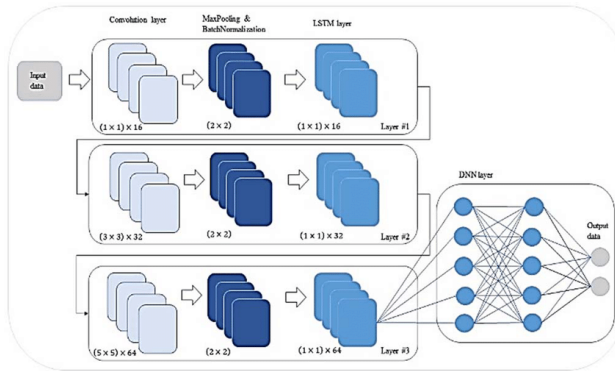 Convolution layer
MaxPooling &
BatchNormalization
LSTM layer
Input
data
(1 × 1) × 16
(2 × 2)
(1 × 1) × 16
Layer #1
(3 × 3) × 32
(2 × 2)
(1 × 1) × 32
Layer #2
DNN layer
Output
data
(5 × 5) × 64
(2 × 2)
(1 × 1) × 64
Layer #3